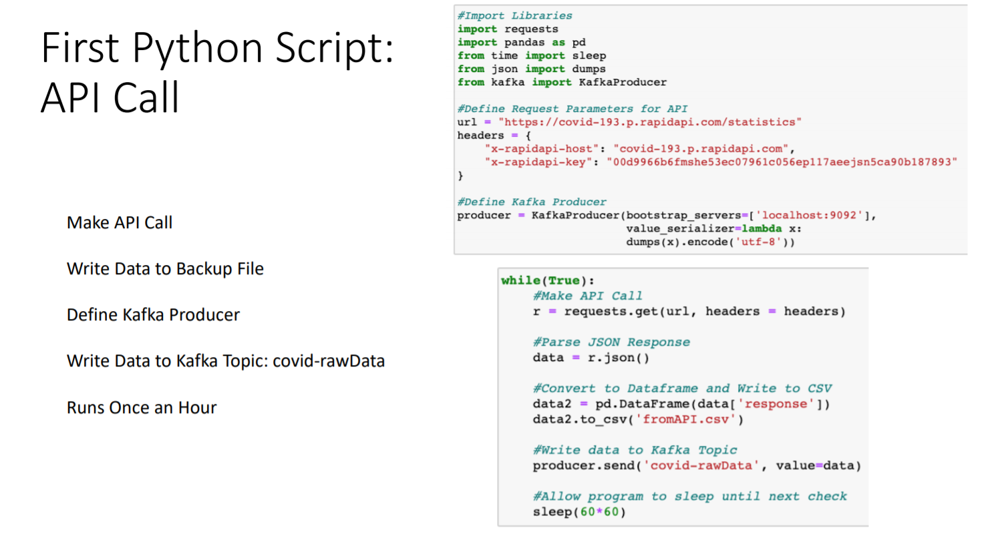 First Python Script:
API Call
Make API Call
Write Data to Backup File
Define Kafka Producer
Write Data to Kafka Topic: covid-rawData
Runs Once an Hour
#Import Libraries
import requests
import pandas as pd
from time import sleep
from json import dumps
from kafka import KafkaProducer
#Define Request Parameters for API
url = "https://covid-193.p.rapidapi.com/statistics"
headers = {
    "x-rapidapi-host": "covid-193.p.rapidapi.com",
    "x-rapidapi-key": "00d9966b6fmshe53ec07961c056ep117aeejsn5ca90b187893"
}
#Define Kafka Producer
producer = KafkaProducer(bootstrap_servers=['localhost:9092'],
                         value_serializer=lambda x:
                         dumps(x).encode('utf-8'))
while(True):
    #Make API Call
    r = requests.get(url, headers = headers)
    #Parse JSON Response
    data = r.json()
    #Convert to Dataframe and Write to CSV
    data2 = pd.DataFrame(data['response'])
    data2.to_csv('fromAPI.csv')
    #Write data to Kafka Topic
    producer.send('covid-rawData', value=data)
    #Allow program to sleep until next check
    sleep(60*60)